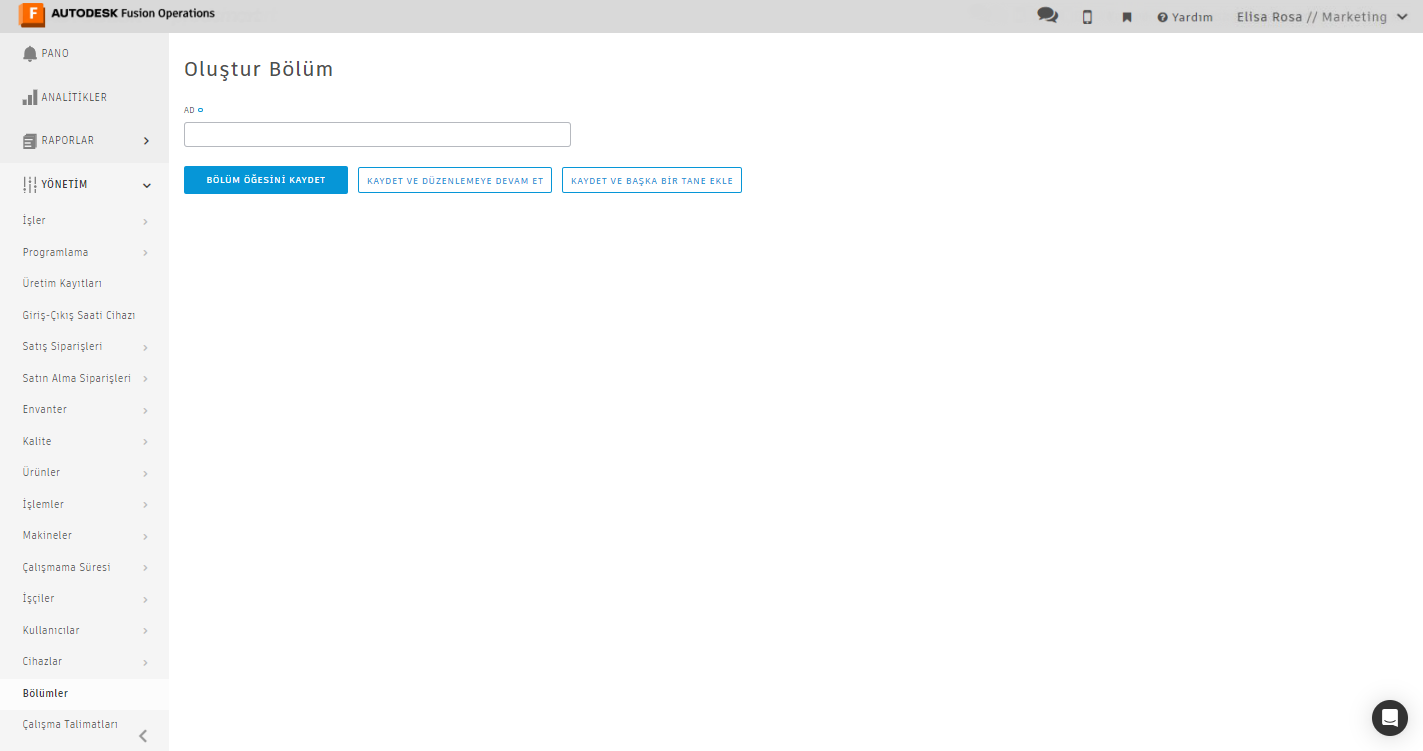 F AUTODESK Fusion Operations
Yardım
Elisa Rosa // Marketing
PANO
ANALİTİKLER
RAPORLAR
YÖNETİM
İşler
Programlama
Üretim Kayıtları
Giriş-Çıkış Saati Cihazı
Satış Siparişleri
Satın Alma Siparişleri
Envanter
Kalite
Ürünler
İşlemler
Makineler
Çalışmama Süresi
İşçiler
Kullanıcılar
Cihazlar
Bölümler
Çalışma Talimatları
Oluştur Bölüm
AD
BÖLÜM ÖĞESİNİ KAYDET
KAYDET VE DÜZENLEMEYE DEVAM ET
KAYDET VE BAŞKA BİR TANE EKLE